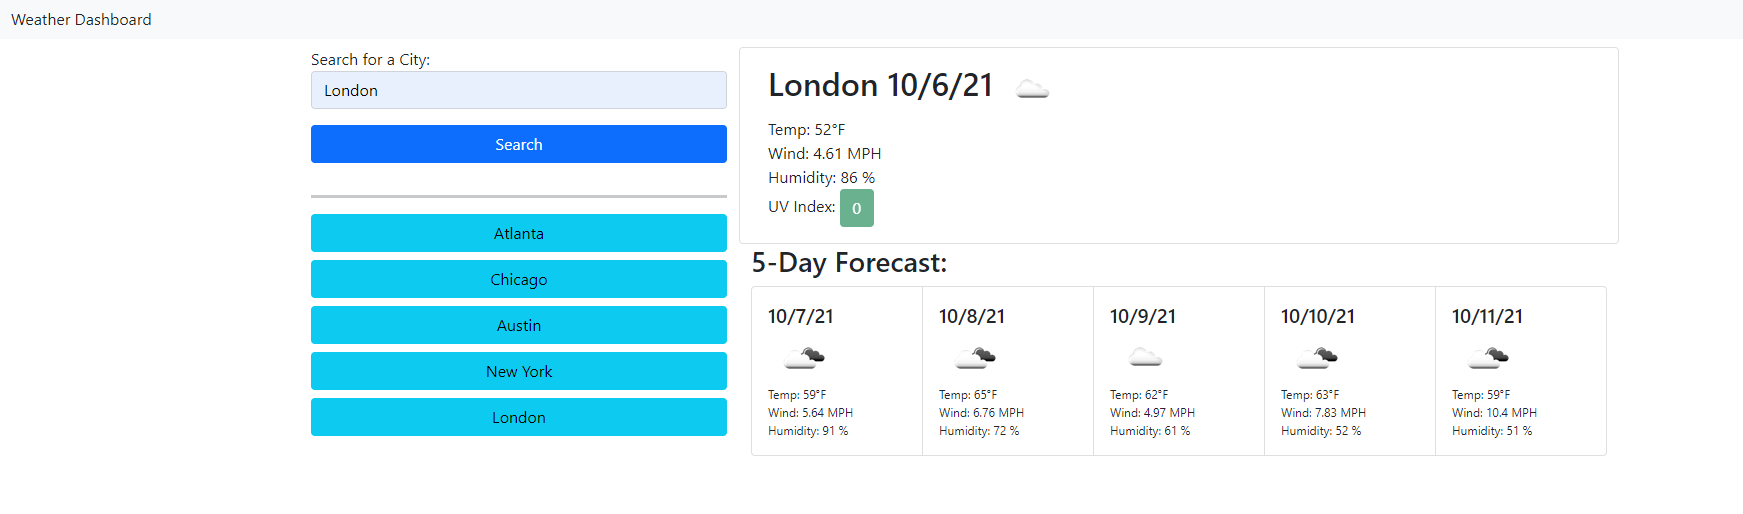 Weather Dashboard
Search for a City:
London
Search
Atlanta
Chicago
Austin
New York
London
London 10/6/21
Temp: 52°F
Wind: 4.61 MPH
Humidity: 86 %
UV Index: 0
5-Day Forecast:
10/7/21
Temp: 59°F
Wind: 5.64 MPH
Humidity: 91 %
10/8/21
Temp: 65°F
Wind: 6.76 MPH
Humidity: 72 %
10/9/21
Temp: 62°F
Wind: 4.97 MPH
Humidity: 61 %
10/10/21
Temp: 63°F
Wind: 7.83 MPH
Humidity: 52 %
10/11/21
Temp: 59°F
Wind: 10.4 MPH
Humidity: 51 %